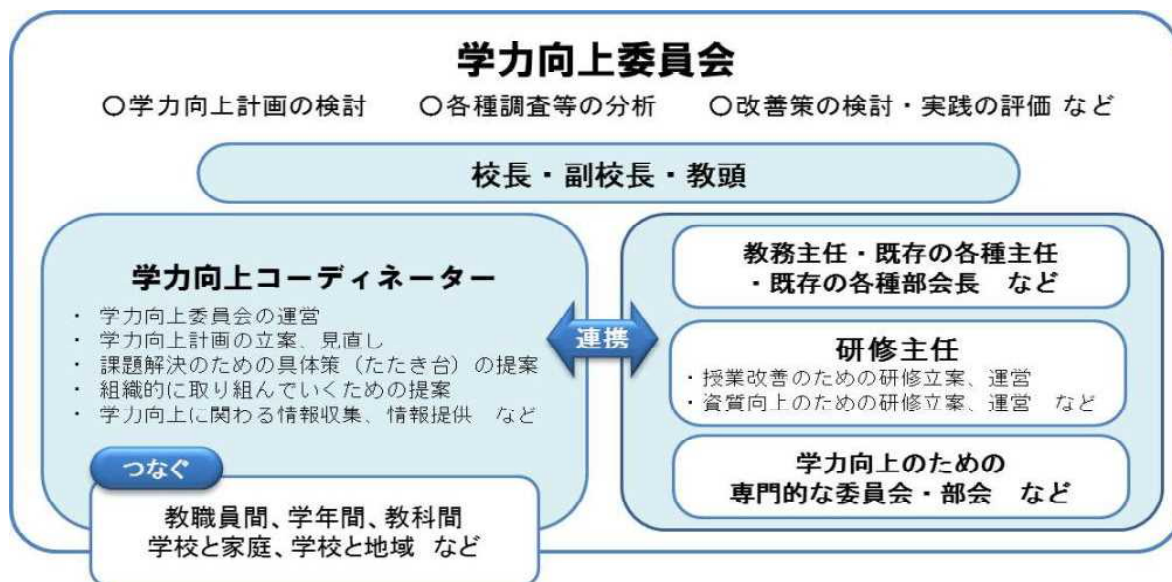 学力向上委員会
〇学力向上計画の検討　〇各種調査等の分析　〇改善策の検討・実践の評価 など
校長・副校長・教頭
学力向上コーディネーター
・ 学力向上委員会の運営
・ 学力向上計画の立案、見直し
・ 課題解決のための具体策（たたき台）の提案
・ 組織的に取り組んでいくための提案
・ 学力向上に関わる情報収集、情報提供　など
つなぐ
教職員間、学年間、教科間
学校と家庭、学校と地域　など
連携
教務主任・既存の各種主任
・既存の各種部会長　など
研修主任
・授業改善のための研修立案、運営
・資質向上のための研修立案、運営　など
学力向上のための
専門的な委員会・部会　など